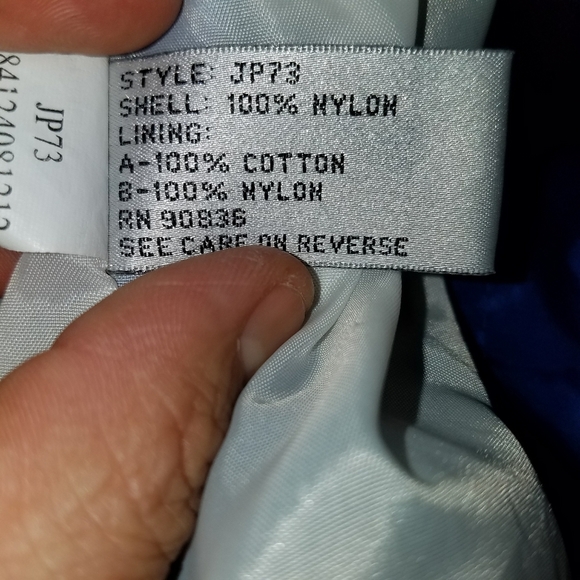 STYLE: JP73
SHELL: 100% NYLON
LINING:
A-100% COTTON
B-100% NYLON
RN 90836
SEE CARE ON REVERSE
JP73